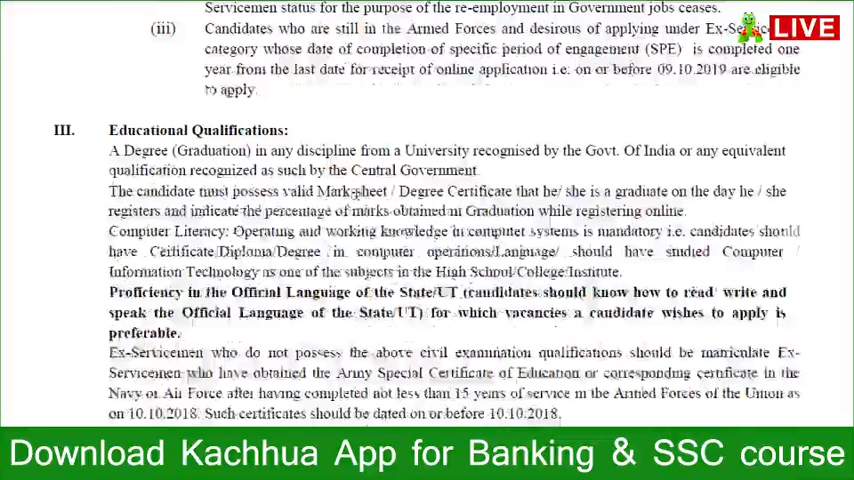 Servicemen status for the purpose of the re-employment in Government jobs ceases.
LIVE
(iii) Candidates who are still in the Armed Forces and desirous of applying under Ex-Service
category whose date of completion of specific period of engagement (SPE) is completed one
year from the last date for receipt of online application i.e. on or before 09.10.2019 are eligible
to apply.
III. Educational Qualifications:
A Degree (Graduation) in any discipline from a University recognised by the Govt. Of India or any equivalent
qualification recognized as such by the Central Government.
The candidate must possess valid Mark-sheet / Degree Certificate that he/ she is a graduate on the day he / she
registers and indicate the percentage of marks obtained in Graduation while registering online.
Computer Literacy: Operating and working knowledge in computer systems is mandatory i.e. candidates should
have Certificate/Diploma/Degree in computer operations/Language/ should have studied Computer /
Information Technology as one of the subjects in the High School/College/Institute.
Proficiency in the Official Language of the State/UT (candidates should know how to read write and
speak the Official Language of the State/UT) for which vacancies a candidate wishes to apply is
preferable.
Ex-Servicemen who do not possess the above civil examination qualifications should be matriculate Ex-
Servicemen who have obtained the Army Special Certificate of Education or corresponding certificate in the
Navy or Air Force after having completed not less than 15 years of service in the Armed Forces of the Union as
on 10.10.2018. Such certificates should be dated on or before 10.10.2018.
Download Kachhua App for Banking & SSC course